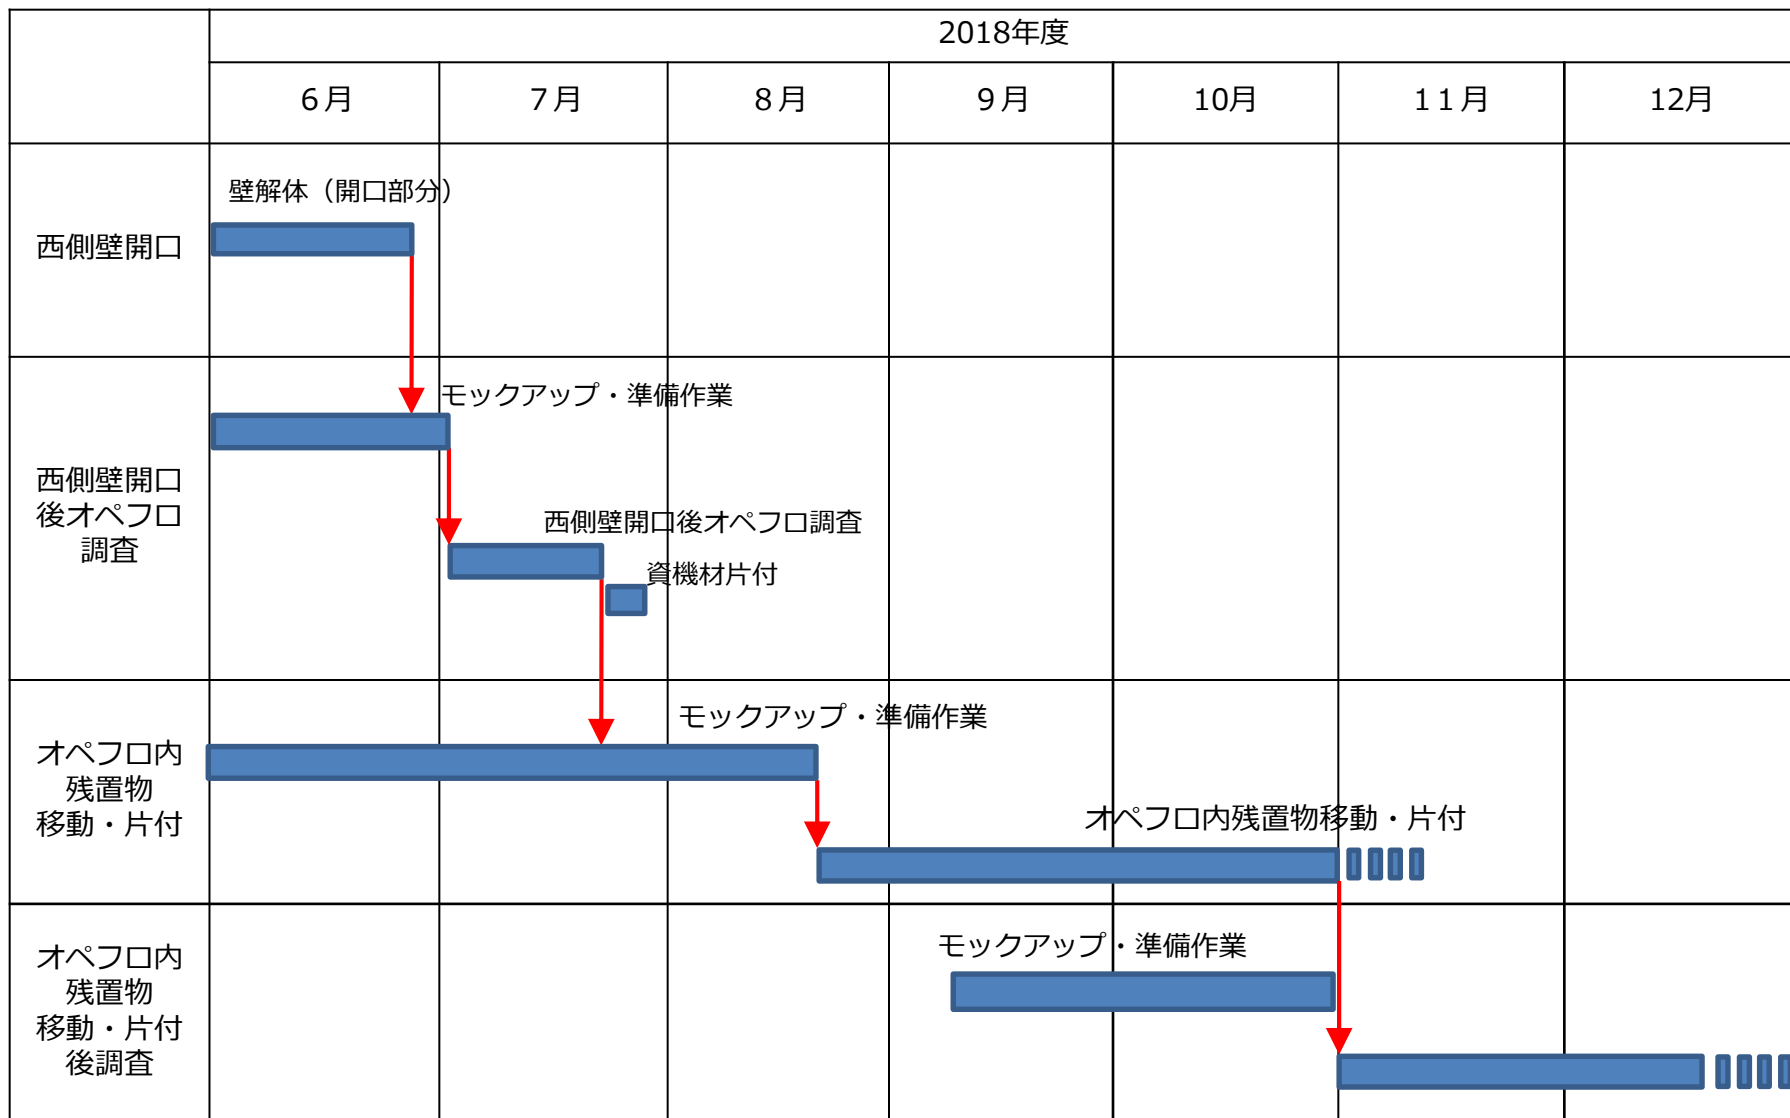 2018年度
６月
７月
８月
９月
10月
１１月
12月
壁解体（開口部分）
西側壁開口
モックアップ・準備作業
西側壁開口
後オペフロ
調査
西側壁開口後オペフロ調査
資機材片付
モックアップ・準備作業
オペフロ内
残置物
移動・片付
オペフロ内残置物移動・片付
モックアップ・準備作業
オペフロ内
残置物
移動・片付
後調査